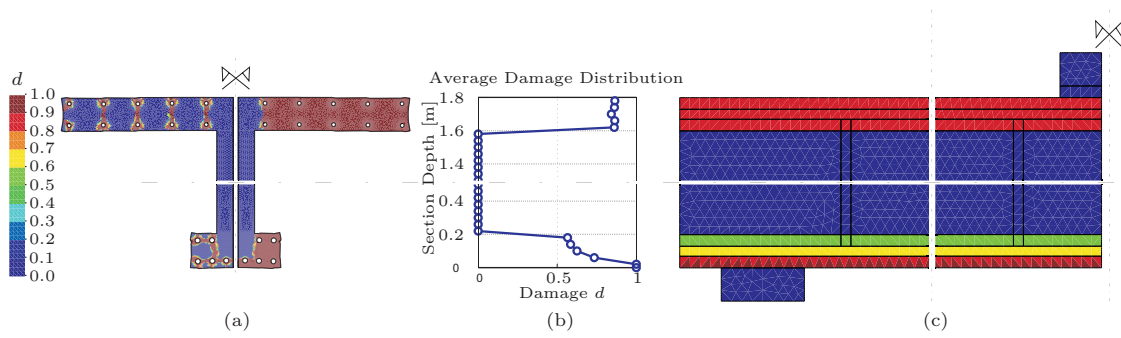 d
1.0
0.9
0.8
0.7
0.6
0.5
0.4
0.3
0.2
0.1
0.0
(a)
Average Damage Distribution
Section Depth [m]
1.8
1.6
1.4
0.4
0.2
0
0
0.5
1
Damage d
(b)
(c)